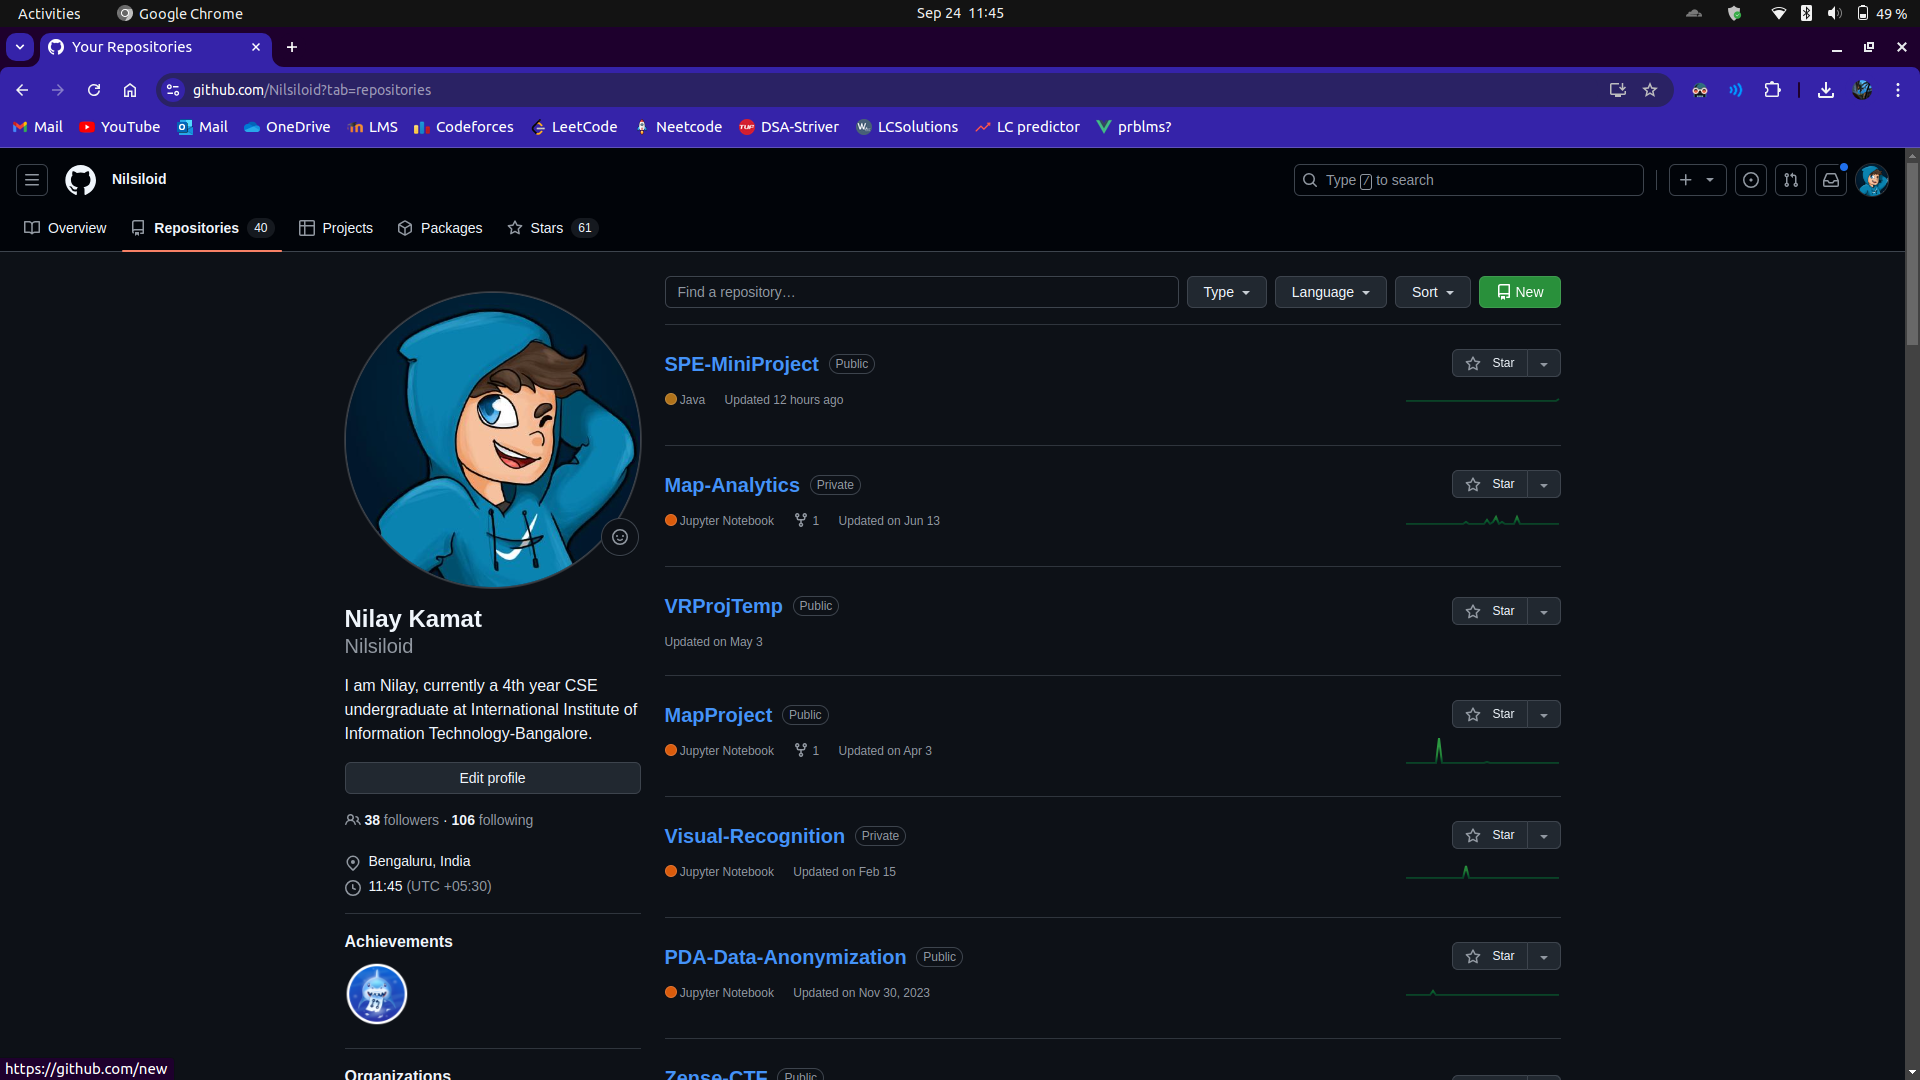 Activities Google Chrome Sep 24 11:45 49 %
Your Repositories
github.com/Nilsiloid?tab=repositories
Mail YouTube Mail OneDrive LMS Codeforces LeetCode Neetcode DSA-Striver LCSolutions LC predictor prblms?
Nilsiloid Type / to search
Overview Repositories 40 Projects Packages Stars 61
Find a repository… Type Language Sort New
SPE-MiniProject Public Star
Java Updated 12 hours ago
Map-Analytics Private Star
Jupyter Notebook 1 Updated on Jun 13
VRProjTemp Public Star
Updated on May 3
MapProject Public Star
Jupyter Notebook 1 Updated on Apr 3
Visual-Recognition Private Star
Jupyter Notebook Updated on Feb 15
PDA-Data-Anonymization Public Star
Jupyter Notebook Updated on Nov 30, 2023
Zense-CTF Public
Nilay Kamat
Nilsiloid
I am Nilay, currently a 4th year CSE
undergraduate at International Institute of
Information Technology-Bangalore.
Edit profile
38 followers · 106 following
Bengaluru, India
11:45 (UTC +05:30)
Achievements
Organizations
https://github.com/new